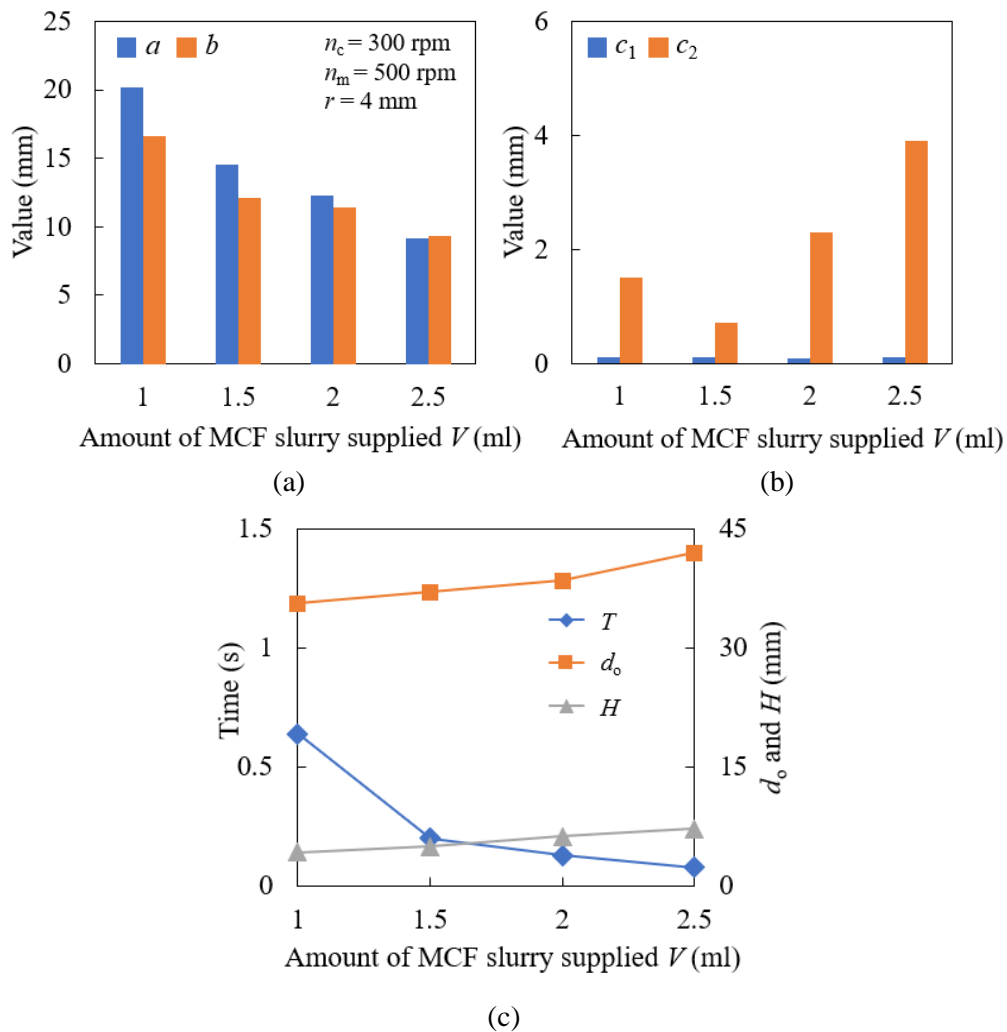 25
20
15
10
5
0
Value (mm)
a b
n_c = 300 rpm
n_m = 500 rpm
r = 4 mm
1 1.5 2 2.5
Amount of MCF slurry supplied V (ml)
(a)
6
4
2
0
Value (mm)
c_1 c_2
1 1.5 2 2.5
Amount of MCF slurry supplied V (ml)
(b)
1.5
1
0.5
0
Time (s)
T
d_o
H
45
30
15
0
d_o and H (mm)
1 1.5 2 2.5
Amount of MCF slurry supplied V (ml)
(c)